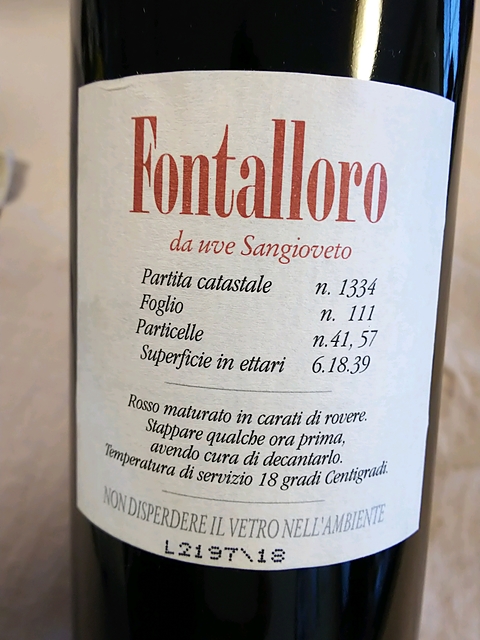 Fontalloro
da uve Sangioveto
Partita catastale n. 1334
Foglio n. 111
Particelle n.41, 57
Superficie in ettari 6.18.39
Rosso maturato in carati di rovere.
Stappare qualche ora prima,
avendo cura di decantarlo.
Temperatura di servizio 18 gradi Centigradi.
NON DISPERDERE IL VETRO NELL'AMBIENTE
L2197\18